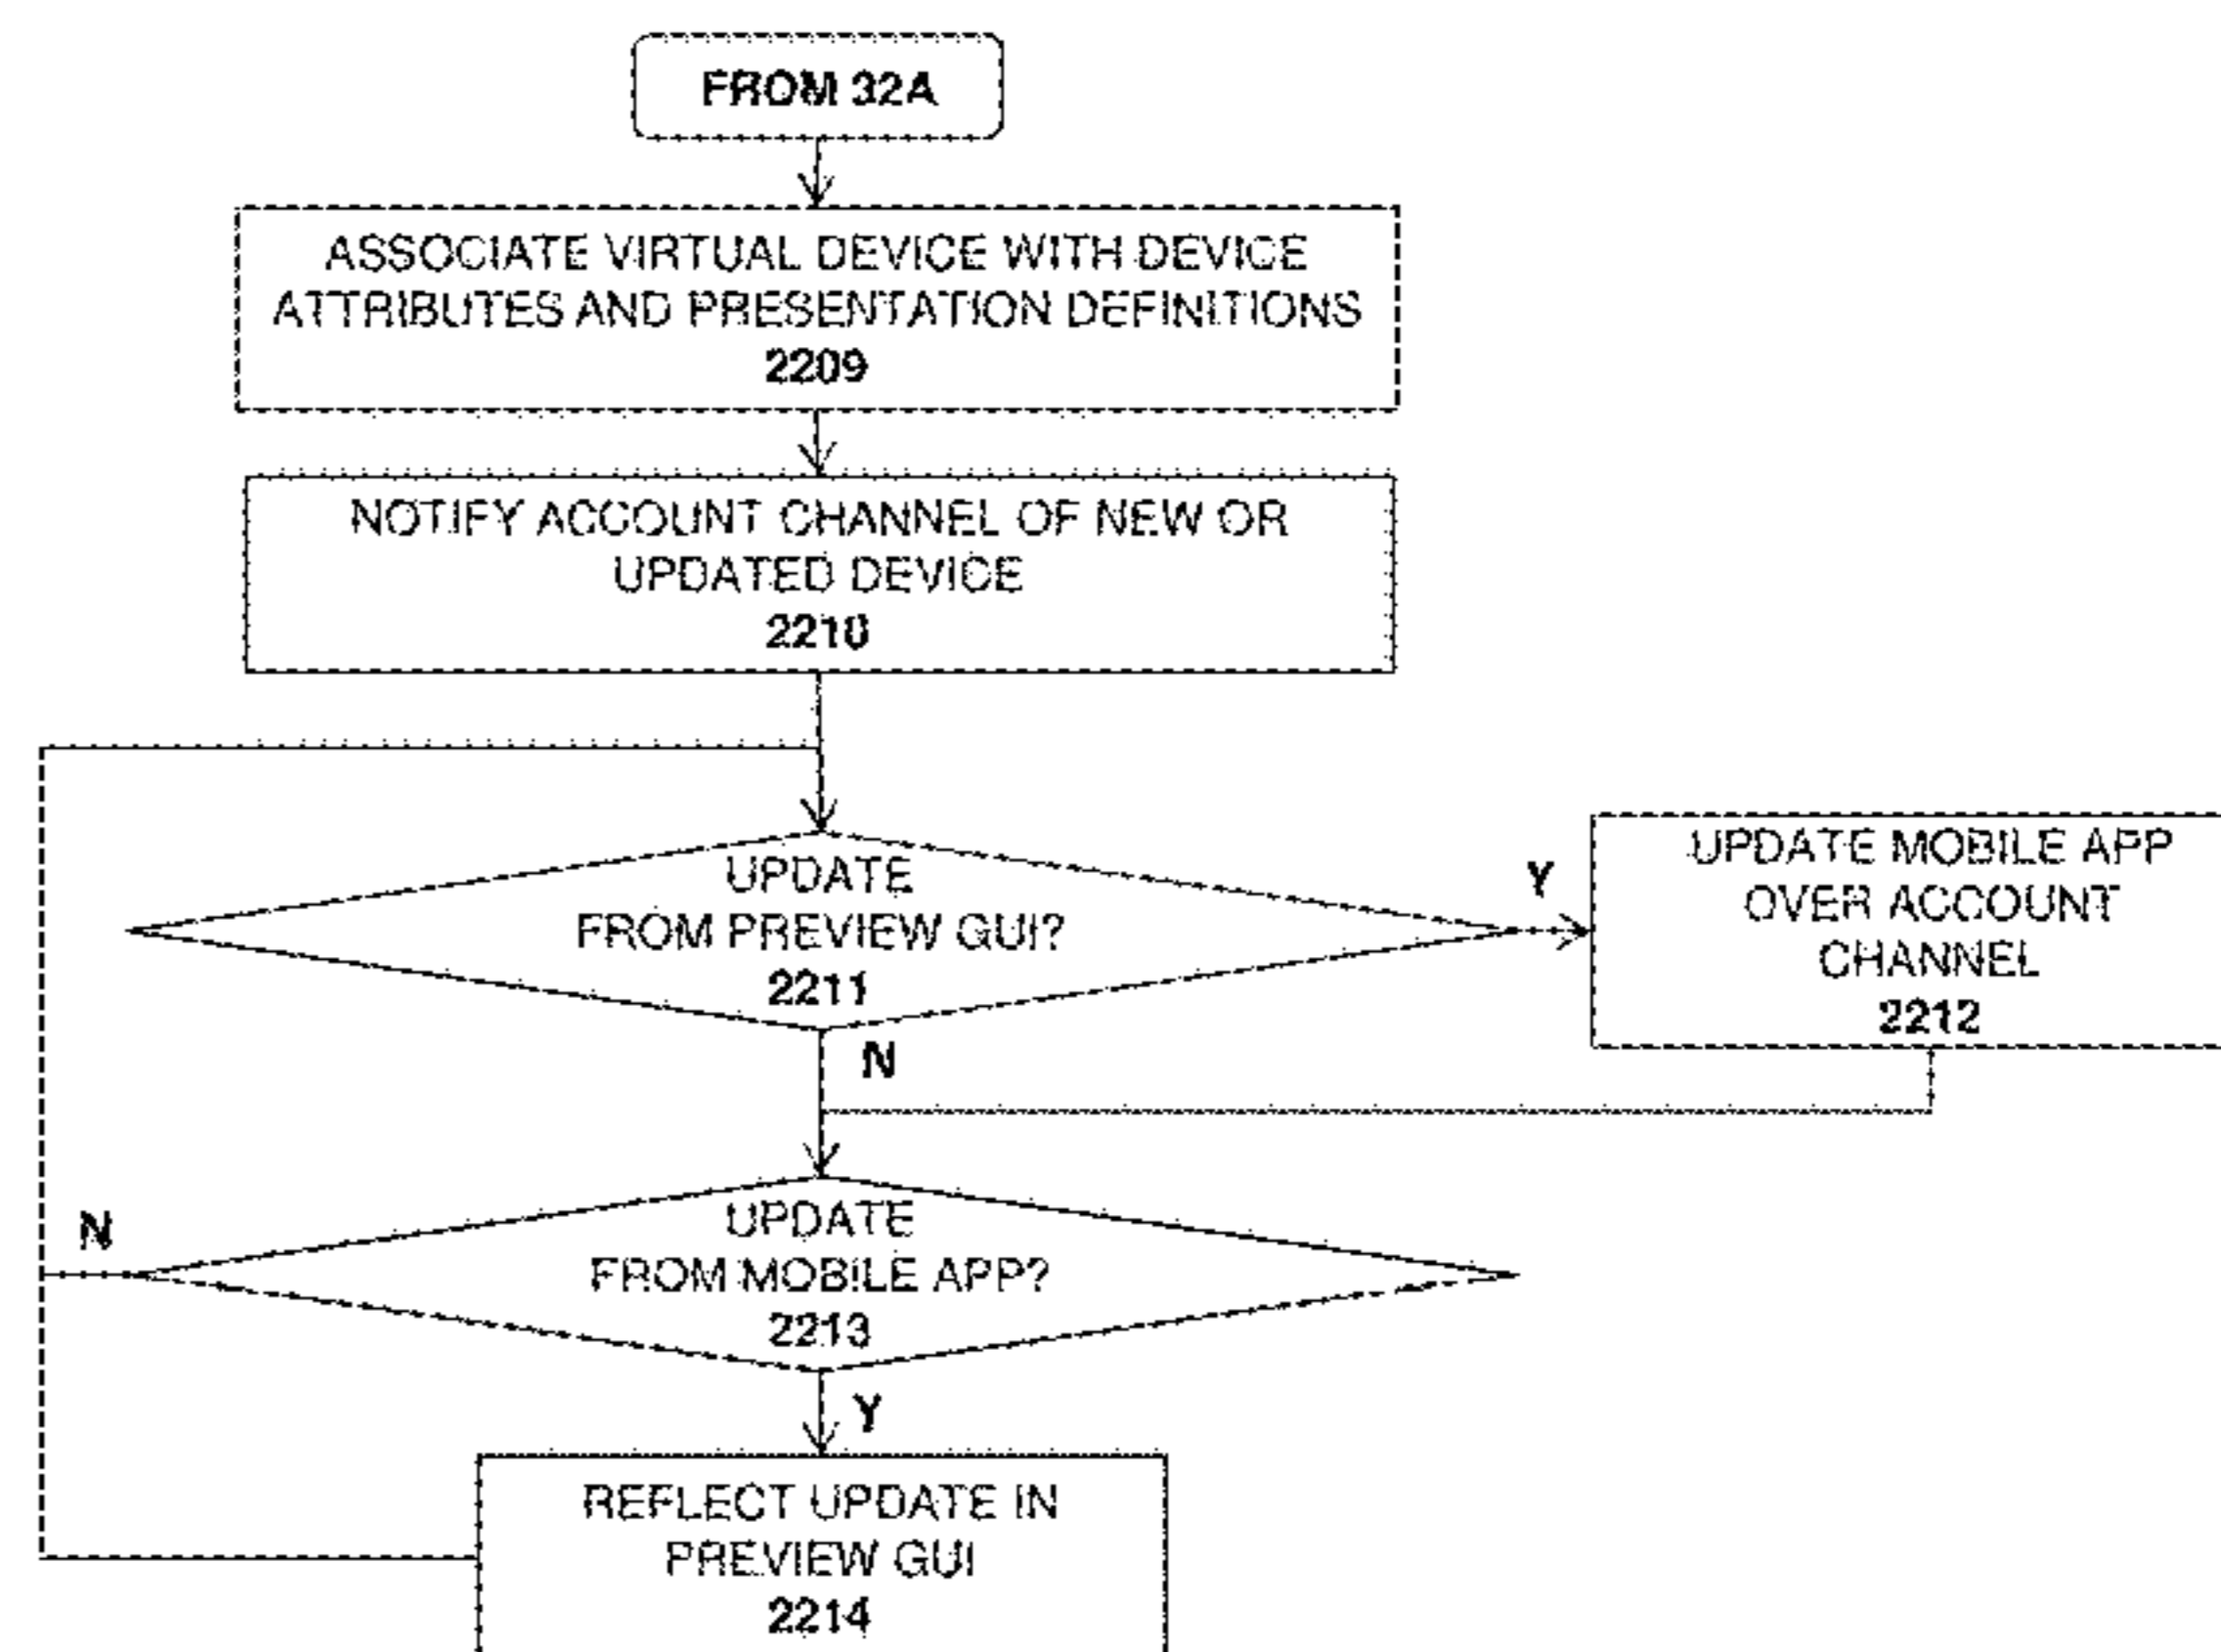 FROM 32A
ASSOCIATE VIRTUAL DEVICE WITH DEVICE
ATTRIBUTES AND PRESENTATION DEFINITIONS
2209
NOTIFY ACCOUNT CHANNEL OF NEW OR
UPDATED DEVICE
2210
UPDATE
FROM PREVIEW GUI?
2211
Y
UPDATE MOBILE APP
OVER ACCOUNT
CHANNEL
2212
N
UPDATE
FROM MOBILE APP?
2213
N
Y
REFLECT UPDATE IN
PREVIEW GUI
2214